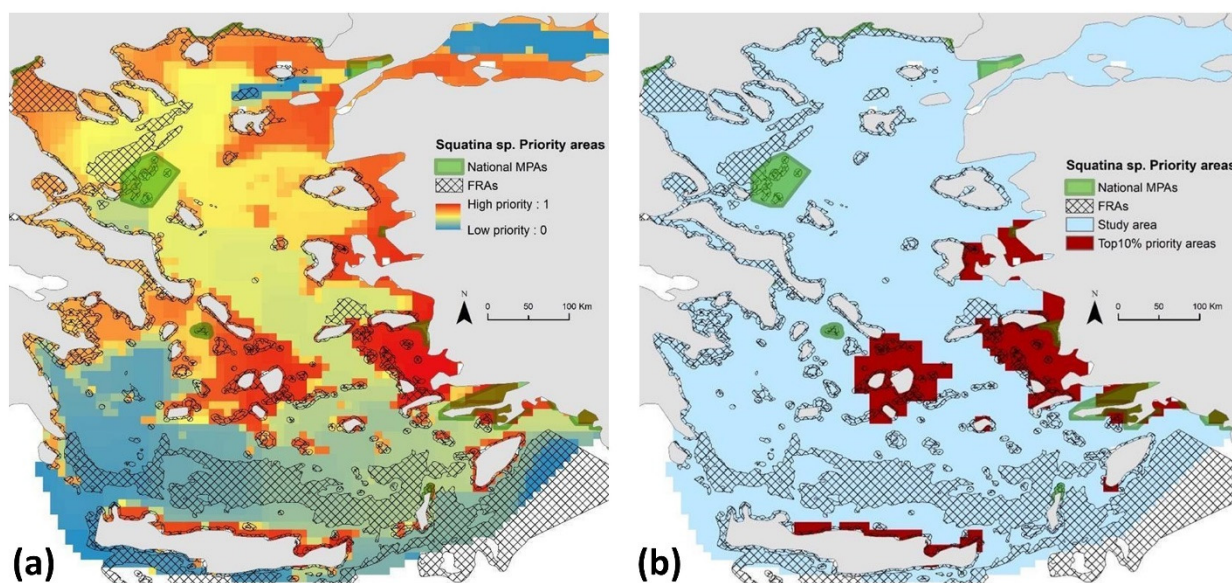 Squatina sp. Priority areas
National MPAs
FRAs
High priority : 1
Low priority : 0
N
0 50 100 Km
(a)
Squatina sp. Priority areas
National MPAs
FRAs
Study area
Top10% priority areas
N
0 50 100 Km
(b)